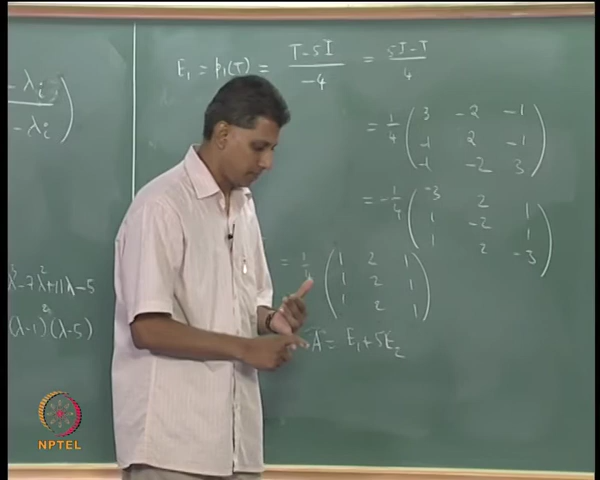 - λi
- λi
E1 = p1(T) = T-5I / -4 = 5I-T / 4
= 1/4 ( 3 -2 -1
-1 2 -1
-1 -2 3 )
= -1/4 ( -3 2 1
1 -2 1
1 2 -3 )
= 1/4 ( 1 2 1
1 2 1
1 2 1 )
A = E1 + 5E2
λ³-7λ²+11λ-5
(λ-1)²(λ-5)
NPTEL